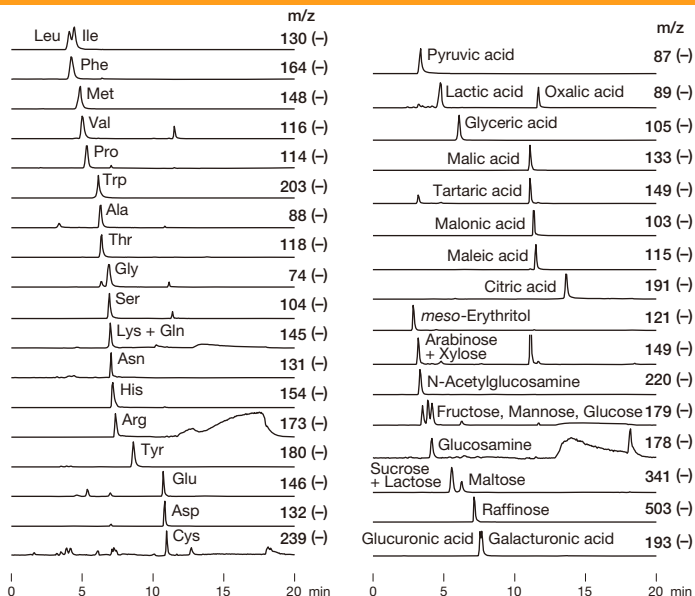 m/z
Leu Ile 130 (–)
Phe 164 (–)
Met 148 (–)
Val 116 (–)
Pro 114 (–)
Trp 203 (–)
Ala 88 (–)
Thr 118 (–)
Gly 74 (–)
Ser 104 (–)
Lys + Gln 145 (–)
Asn 131 (–)
His 154 (–)
Arg 173 (–)
Tyr 180 (–)
Glu 146 (–)
Asp 132 (–)
Cys 239 (–)
0 5 10 15 20 min
m/z
Pyruvic acid 87 (–)
Lactic acid Oxalic acid 89 (–)
Glyceric acid 105 (–)
Malic acid 133 (–)
Tartaric acid 149 (–)
Malonic acid 103 (–)
Maleic acid 115 (–)
Citric acid 191 (–)
meso-Erythritol 121 (–)
Arabinose
+ Xylose 149 (–)
N-Acetylglucosamine 220 (–)
Fructose, Mannose, Glucose 179 (–)
Glucosamine 178 (–)
Sucrose
+ Lactose Maltose 341 (–)
Raffinose 503 (–)
Glucuronic acid Galacturonic acid 193 (–)
0 5 10 15 20 min